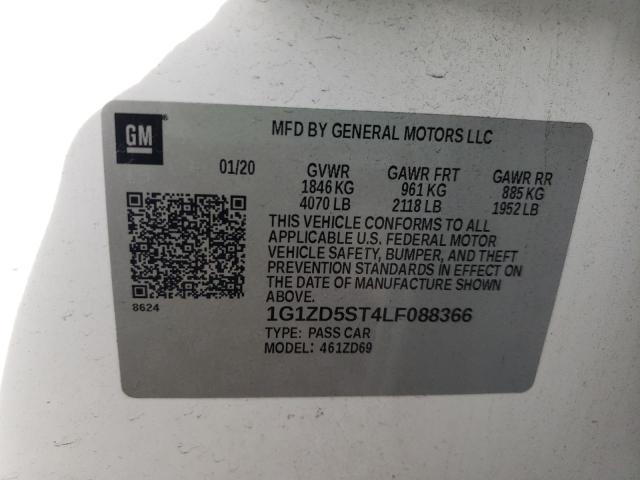 GM
MFD BY GENERAL MOTORS LLC
01/20 GVWR GAWR FRT GAWR RR
1846 KG 961 KG 885 KG
4070 LB 2118 LB 1952 LB
THIS VEHICLE CONFORMS TO ALL
APPLICABLE U.S. FEDERAL MOTOR
VEHICLE SAFETY, BUMPER, AND THEFT
PREVENTION STANDARDS IN EFFECT ON
THE DATE OF MANUFACTURE SHOWN
ABOVE.
8624
1G1ZD5ST4LF088366
TYPE: PASS CAR
MODEL: 461ZD69